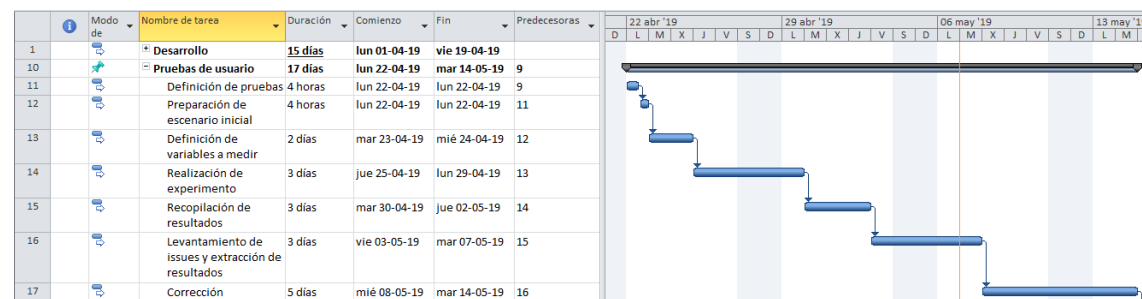 Modo de Nombre de tarea Duración Comienzo Fin Predecesoras
22 abr '19 29 abr '19 06 may '19 13 may '1
D L M X J V S D L M X J V S D L M X J V S D L M
1 Desarrollo 15 días lun 01-04-19 vie 19-04-19
10 Pruebas de usuario 17 días lun 22-04-19 mar 14-05-19 9
11 Definición de pruebas 4 horas lun 22-04-19 lun 22-04-19 9
12 Preparación de escenario inicial 4 horas lun 22-04-19 lun 22-04-19 11
13 Definición de variables a medir 2 días mar 23-04-19 mié 24-04-19 12
14 Realización de experimento 3 días jue 25-04-19 lun 29-04-19 13
15 Recopilación de resultados 3 días mar 30-04-19 jue 02-05-19 14
16 Levantamiento de issues y extracción de resultados 3 días vie 03-05-19 mar 07-05-19 15
17 Corrección 5 días mié 08-05-19 mar 14-05-19 16